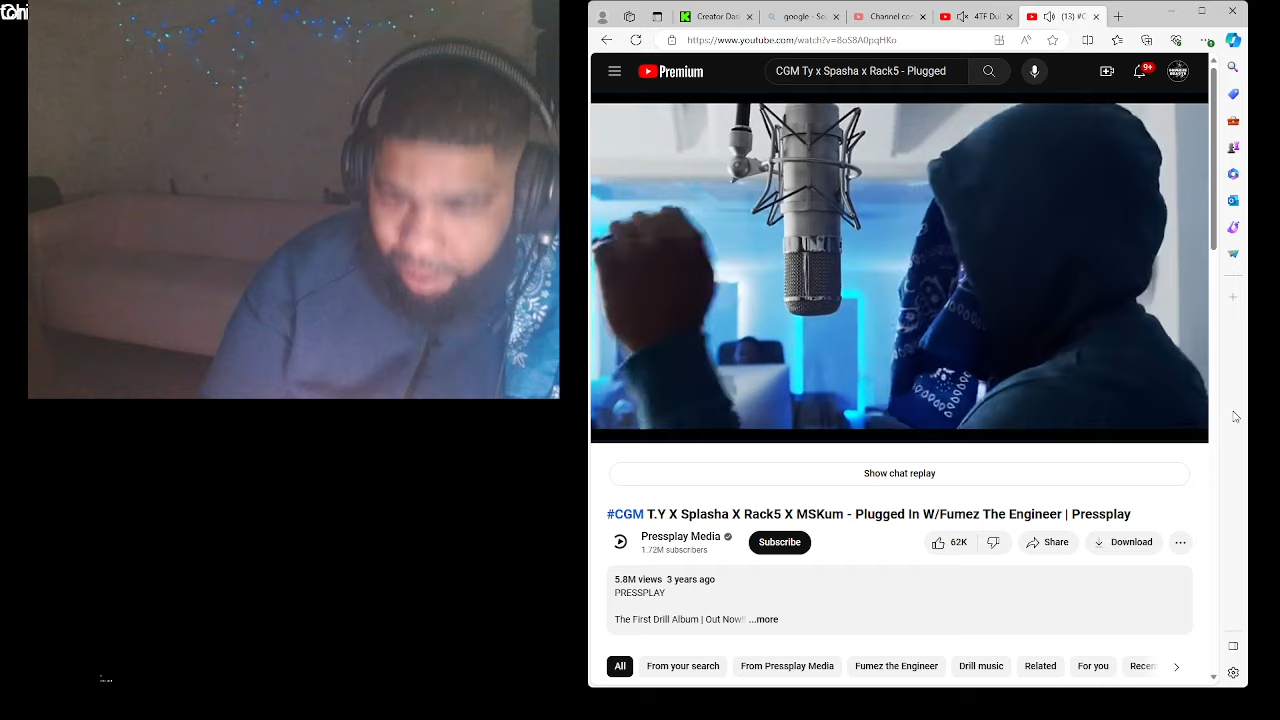 Creator Das
google - Sea
Channel con
4TF Du
(13) #C
https://www.youtube.com/watch?v=8oS8A0pqHKo
Premium
CGM Ty x Spasha x Rack5 - Plugged
9+
Show chat replay
#CGM T.Y X Splasha X Rack5 X MSKum - Plugged In W/Fumez The Engineer | Pressplay
Pressplay Media
1.72M subscribers
Subscribe
62K
Share
Download
5.8M views 3 years ago
PRESSPLAY
The First Drill Album | Out Now!! ...more
All
From your search
From Pressplay Media
Fumez the Engineer
Drill music
Related
For you
Recen